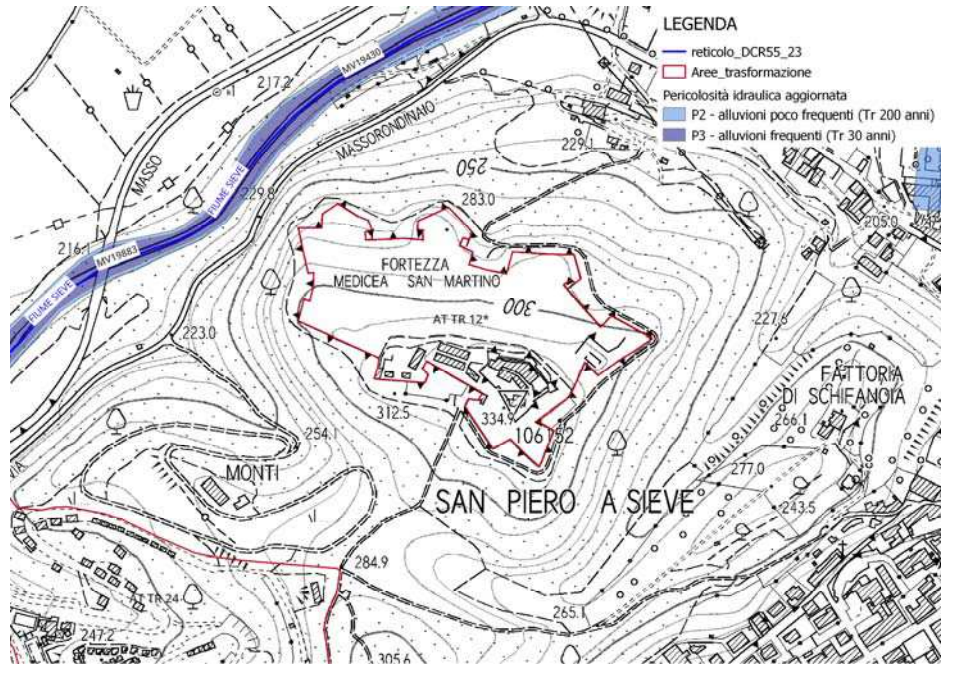 LEGENDA
reticolo_DCR55_23
Aree_trasformazione
Pericolosità idraulica aggiornata
P2 - alluvioni poco frequenti (Tr 200 anni)
P3 - alluvioni frequenti (Tr 30 anni)
MV19430
217.2
MASSORONDINAIO
229.1
MASSO
250
FIUME SIEVE
229.8
283.0
205.0
216.1
MV19883
FORTEZZA
MEDICEA SAN MARTINO
FIUME SIEVE
300
AT TR 12*
227.6
223.0
FATTORIA
DI SCHIFANOIA
312.5
334.9
266.1
254.1
106152
MONTI
277.0
SAN PIERO A SIEVE
243.5
284.9
AT TR 24
265.1
247.2
305.6